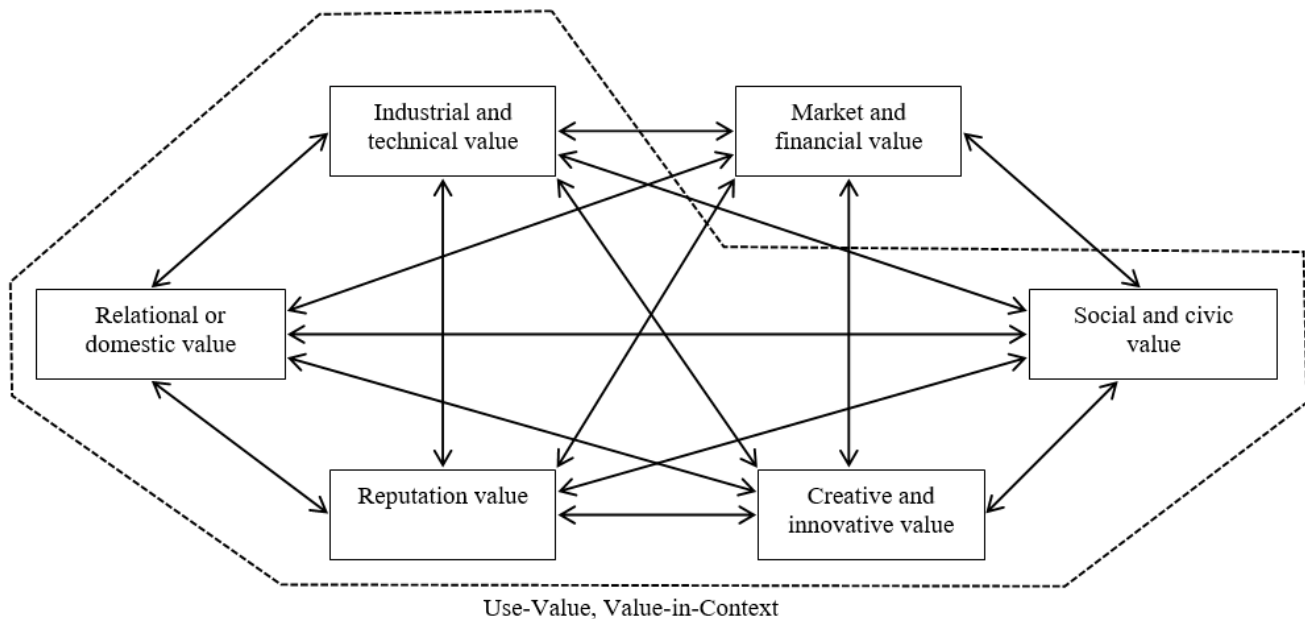 Industrial and
technical value
Market and
financial value
Relational or
domestic value
Social and civic
value
Reputation value
Creative and
innovative value
Use-Value, Value-in-Context